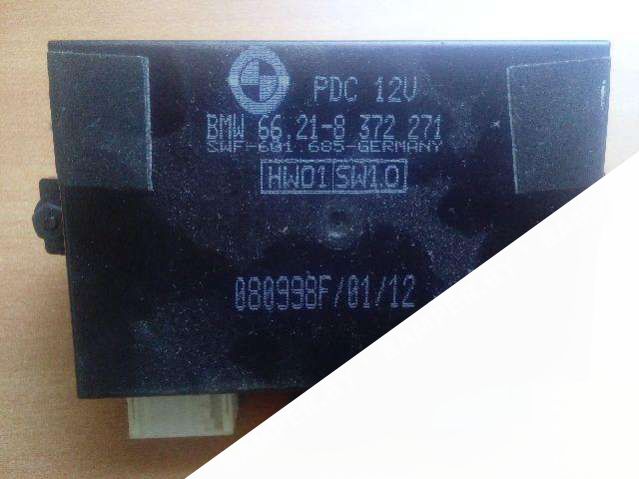 PDC 12V
BMW 66.21-8 372 271
SWF-601.685-GERMANY
HW01 SW1.0
080998F/01/12